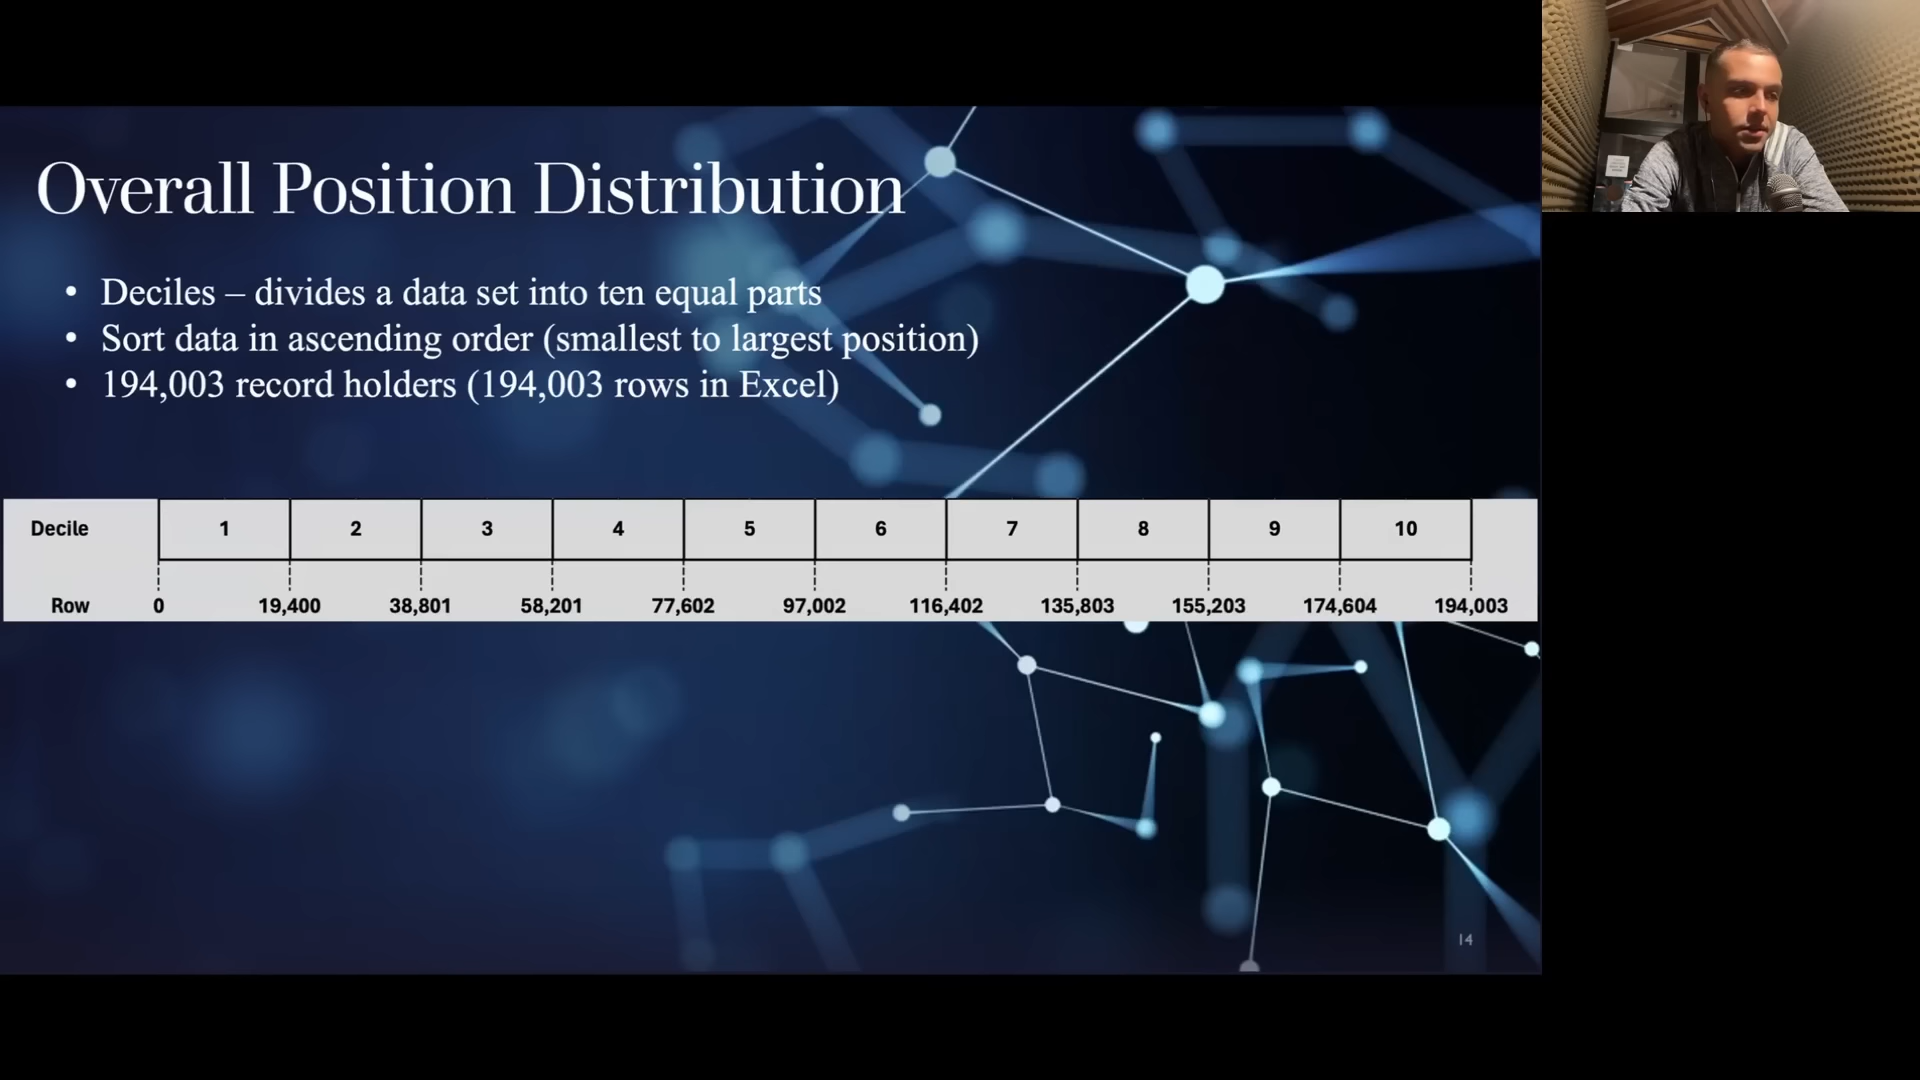 Overall Position Distribution
• Deciles – divides a data set into ten equal parts
• Sort data in ascending order (smallest to largest position)
• 194,003 record holders (194,003 rows in Excel)
Decile 1 2 3 4 5 6 7 8 9 10
Row 0 19,400 38,801 58,201 77,602 97,002 116,402 135,803 155,203 174,604 194,003
14